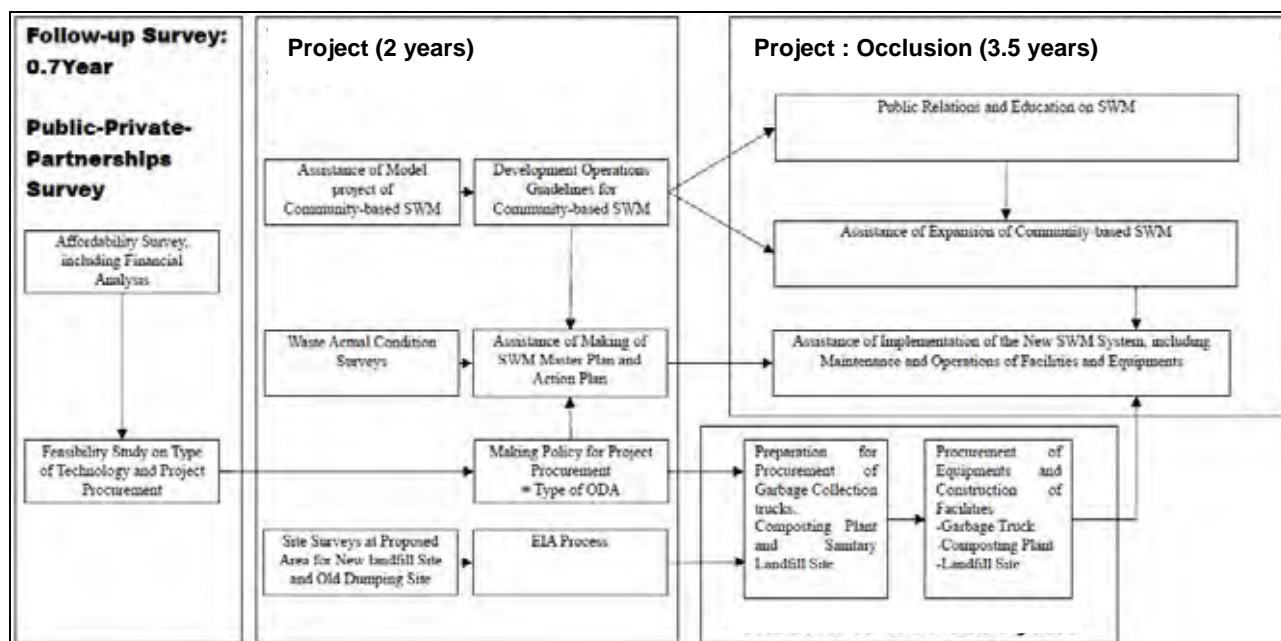 Follow-up Survey:
0.7Year
Public-Private-
Partnerships
Survey
Affordability Survey,
including Financial
Analysis
Feasibility Study on Type
of Technology and Project
Procurement
Project (2 years)
Assistance of Model
project of
Community-based SWM
Development Operations
Guidelines for
Community-based SWM
Waste Actual Condition
Surveys
Assistance of Making of
SWM Master Plan and
Action Plan
Making Policy for Project
Procurement
= Type of ODA
Site Surveys at Proposed
Area for New landfill Site
and Old Dumping Site
EIA Process
Project : Occlusion (3.5 years)
Public Relations and Education on SWM
Assistance of Expansion of Community-based SWM
Assistance of Implementation of the New SWM System, including
Maintenance and Operations of Facilities and Equipments
Preparation for
Procurement of
Garbage Collection
trucks,
Composting Plant
and Sanitary
Landfill Site
Procurement of
Equipments and
Construction of
Facilities
-Garbage Truck
-Composting Plant
-Landfill Site